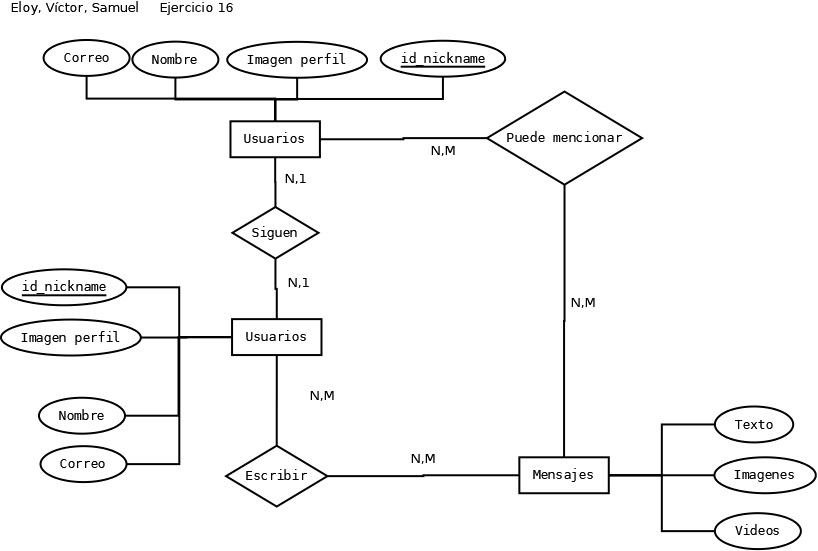 Eloy, Víctor, Samuel Ejercicio 16
Correo
Nombre
Imagen perfil
id_nickname
Usuarios
Puede mencionar
N,M
N,1
Siguen
N,1
id_nickname
Imagen perfil
Usuarios
N,M
N,M
Nombre
Correo
Escribir
N,M
Mensajes
Texto
Imagenes
Videos